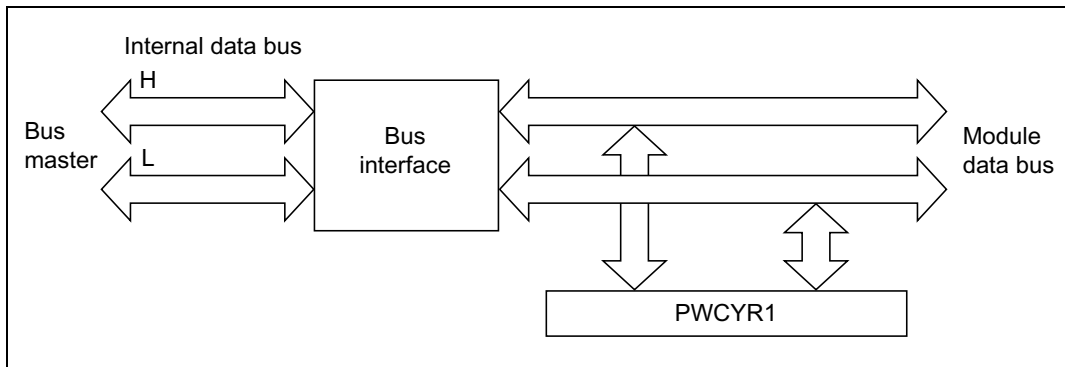 Internal data bus
H
Bus
master
L
Bus
interface
Module
data bus
PWCYR1